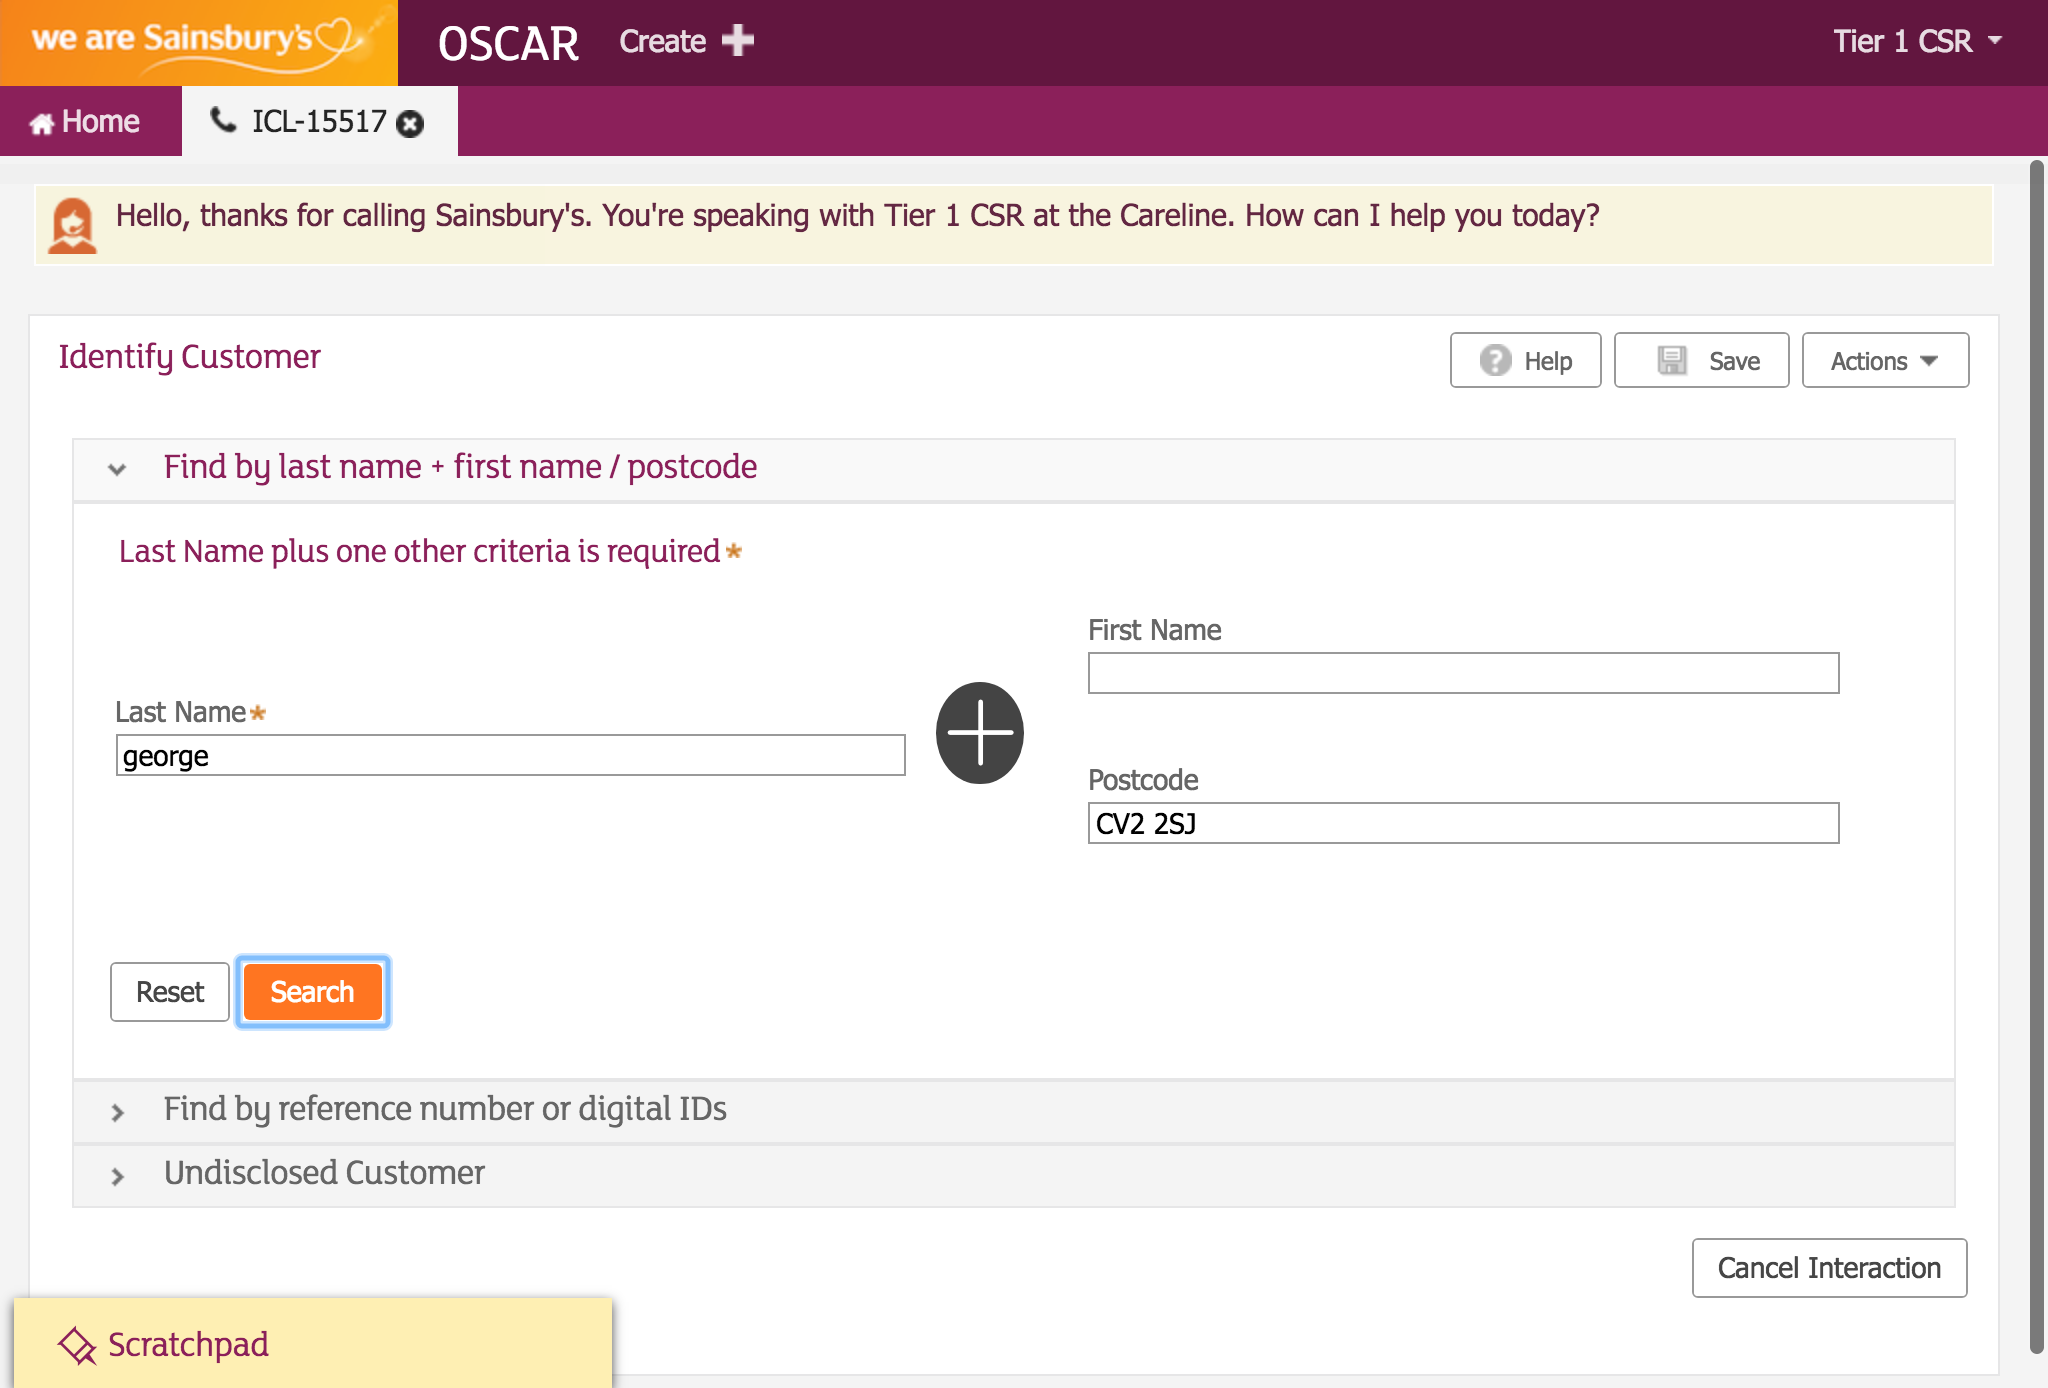 we are Sainsbury's
OSCAR
Create
Tier 1 CSR
Home
ICL-15517
Hello, thanks for calling Sainsbury's. You're speaking with Tier 1 CSR at the Careline. How can I help you today?
Identify Customer
Help
Save
Actions
Find by last name + first name / postcode
Last Name plus one other criteria is required*
First Name
Last Name*
george
Postcode
CV2 2SJ
Reset
Search
Find by reference number or digital IDs
Undisclosed Customer
Cancel Interaction
Scratchpad